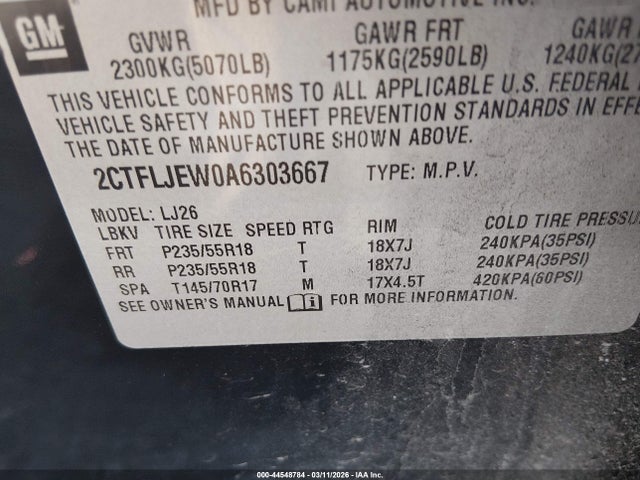 MFD BY CAMI AUTOMOTIVE INC.
GM
GVWR GAWR FRT GAWR
2300KG(5070LB) 1175KG(2590LB) 1240KG(27
THIS VEHICLE CONFORMS TO ALL APPLICABLE U.S. FEDERAL
VEHICLE SAFETY AND THEFT PREVENTION STANDARDS IN EFFE
THE DATE OF MANUFACTURE SHOWN ABOVE.
2CTFLJEW0A6303667 TYPE: M.P.V.
MODEL: LJ26
LBKV TIRE SIZE SPEED RTG RIM COLD TIRE PRESSU
FRT P235/55R18 T 18X7J 240KPA(35PSI)
RR P235/55R18 T 18X7J 240KPA(35PSI)
SPA T145/70R17 M 17X4.5T 420KPA(60PSI)
SEE OWNER'S MANUAL FOR MORE INFORMATION.
000-44548784 | 03/11/2026 | IAA Inc.